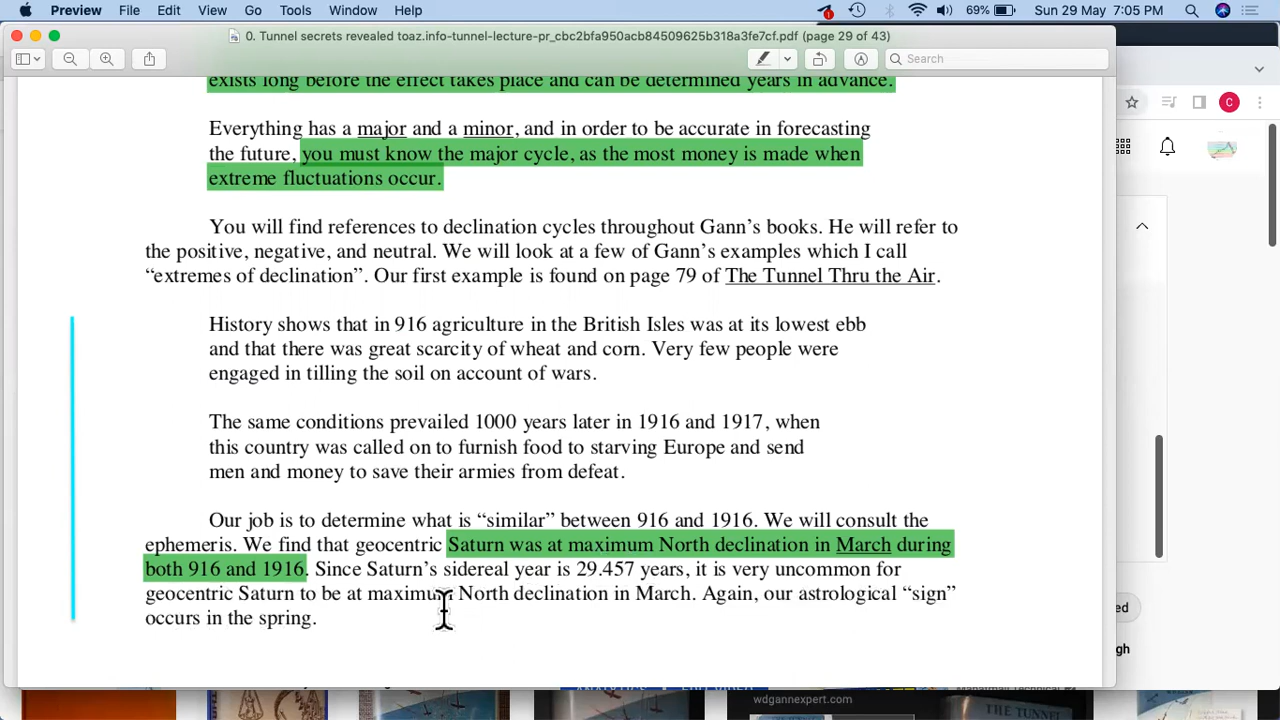 Preview File Edit View Go Tools Window Help 1 69% Sun 29 May 7:05 PM
0. Tunnel secrets revealed toaz.info-tunnel-lecture-pr_cbc2bfa950acb84509625b318a3fe7cf.pdf (page 29 of 43)
Search
exists long before the effect takes place and can be determined years in advance.
Everything has a major and a minor, and in order to be accurate in forecasting
the future, you must know the major cycle, as the most money is made when
extreme fluctuations occur.
You will find references to declination cycles throughout Gann's books. He will refer to
the positive, negative, and neutral. We will look at a few of Gann's examples which I call
"extremes of declination". Our first example is found on page 79 of The Tunnel Thru the Air.
History shows that in 916 agriculture in the British Isles was at its lowest ebb
and that there was great scarcity of wheat and corn. Very few people were
engaged in tilling the soil on account of wars.
The same conditions prevailed 1000 years later in 1916 and 1917, when
this country was called on to furnish food to starving Europe and send
men and money to save their armies from defeat.
Our job is to determine what is "similar" between 916 and 1916. We will consult the
ephemeris. We find that geocentric Saturn was at maximum North declination in March during
both 916 and 1916. Since Saturn's sidereal year is 29.457 years, it is very uncommon for
geocentric Saturn to be at maximum North declination in March. Again, our astrological "sign"
occurs in the spring.
C
ed
gh
wdgannexpert.com
THE TUNNEL